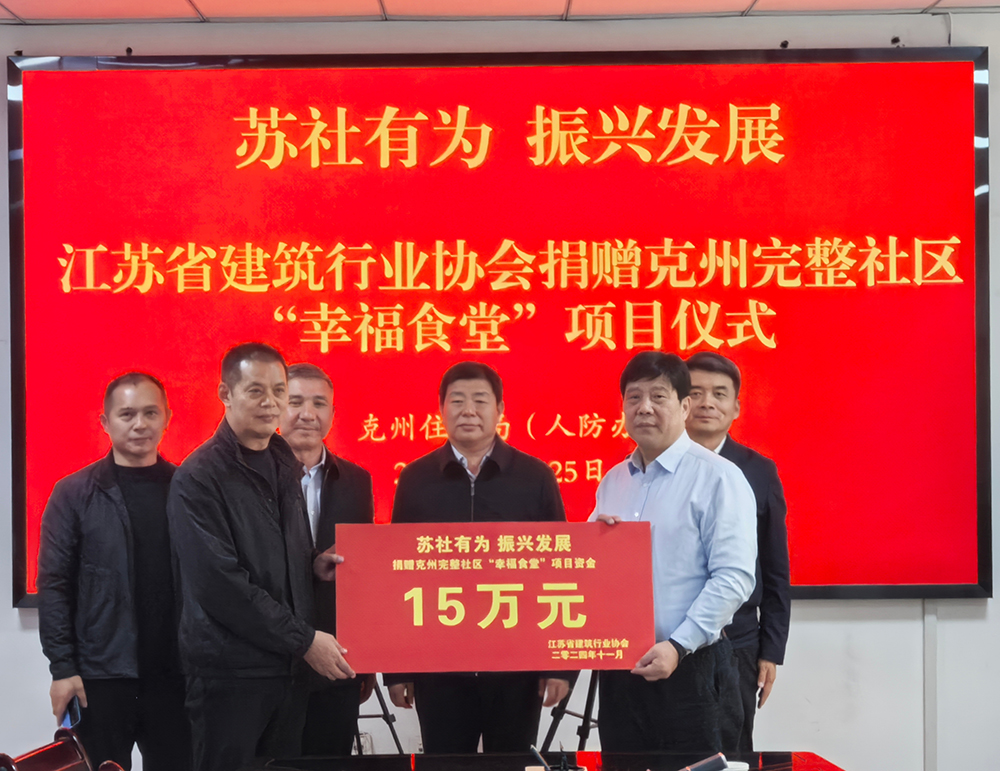 苏社有为 振兴发展
江苏省建筑行业协会捐赠克州完整社区
“幸福食堂”项目仪式
克州住 局（人防办
2 25日
苏社有为 振兴发展
捐赠克州完整社区“幸福食堂”项目资金
15万元
江苏省建筑行业协会
二零二四年十一月